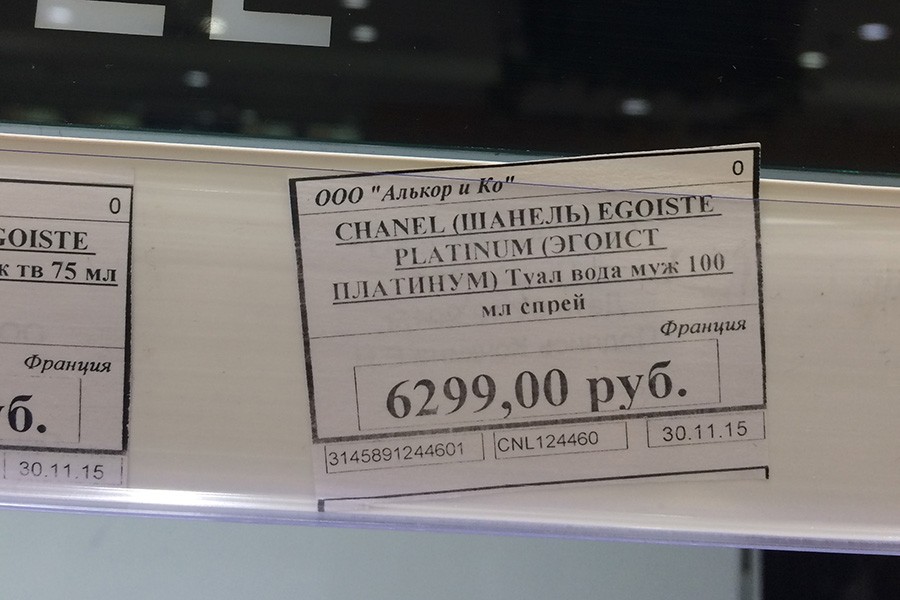 0
GOISTE
к тв 75 мл
Франция
б.
30.11.15
ООО "Алькор и Ко"
0
CHANEL (ШАНЕЛЬ) EGOISTE
PLATINUM (ЭГОИСТ
ПЛАТИНУМ) Туал вода муж 100
мл спрей
Франция
6299,00 руб.
3145891244601
CNL124460
30.11.15